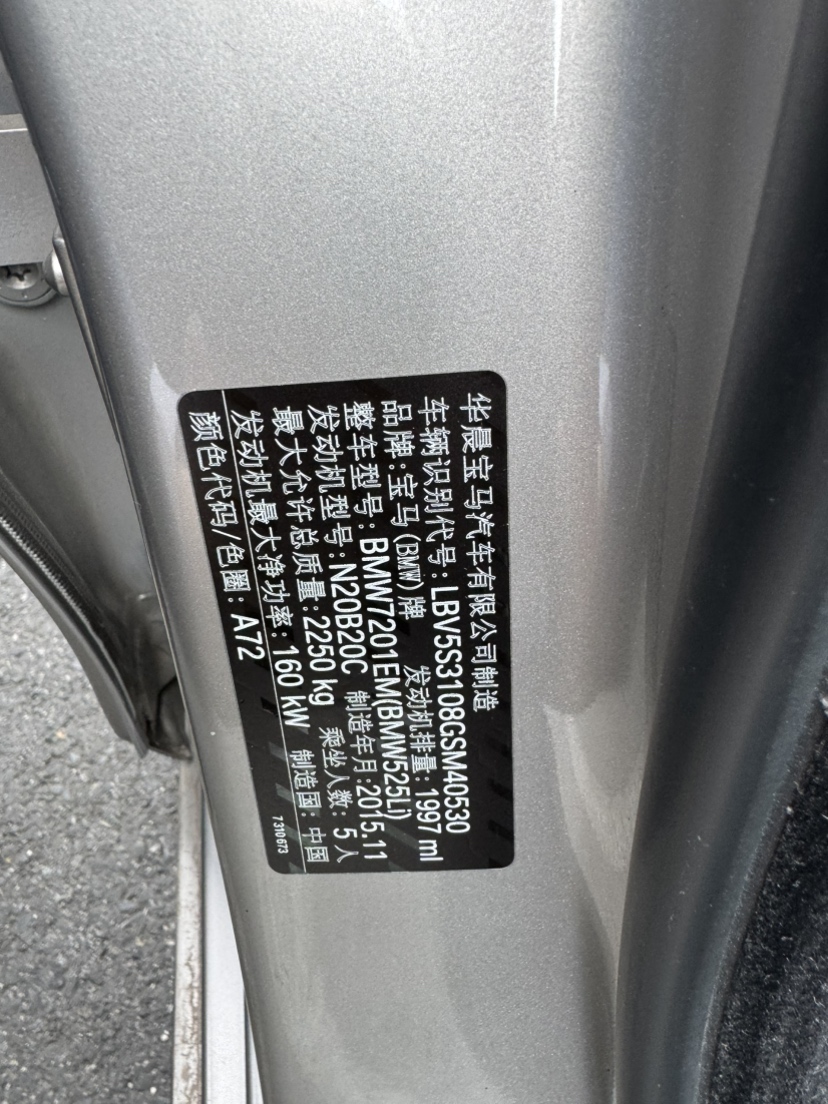 华晨宝马汽车有限公司制造
车辆识别代号:LBV5S3108GSM40530
品牌:宝马(BMW)牌 发动机排量:1997 ml
整车型号:BMW7201EM(BMW525Li)
发动机型号:N20B20C 制造年月:2015.11
最大允许总质量:2250 kg 乘坐人数:5人
发动机最大净功率:160 kW 制造国:中国
颜色代码/色圈:A72
7 310 673